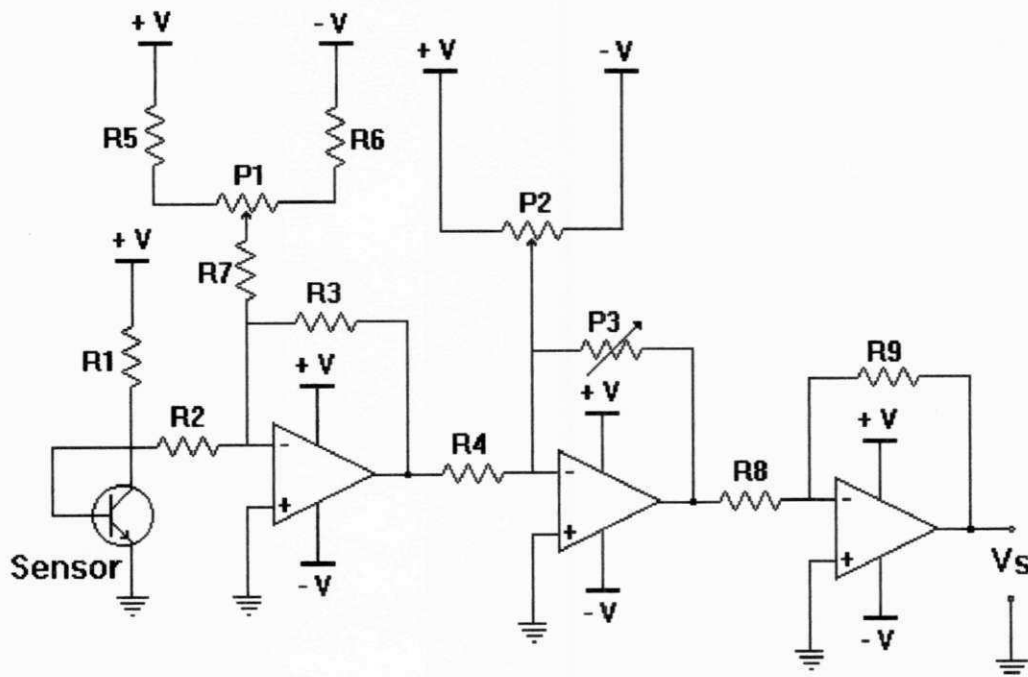 + V
- V
+ V
- V
R5
R6
P1
P2
+ V
R7
R3
P3
R1
+ V
+ V
R9
R2
R4
+ V
R8
-
+
-
+
-
+
Sensor
- V
- V
- V
Vs